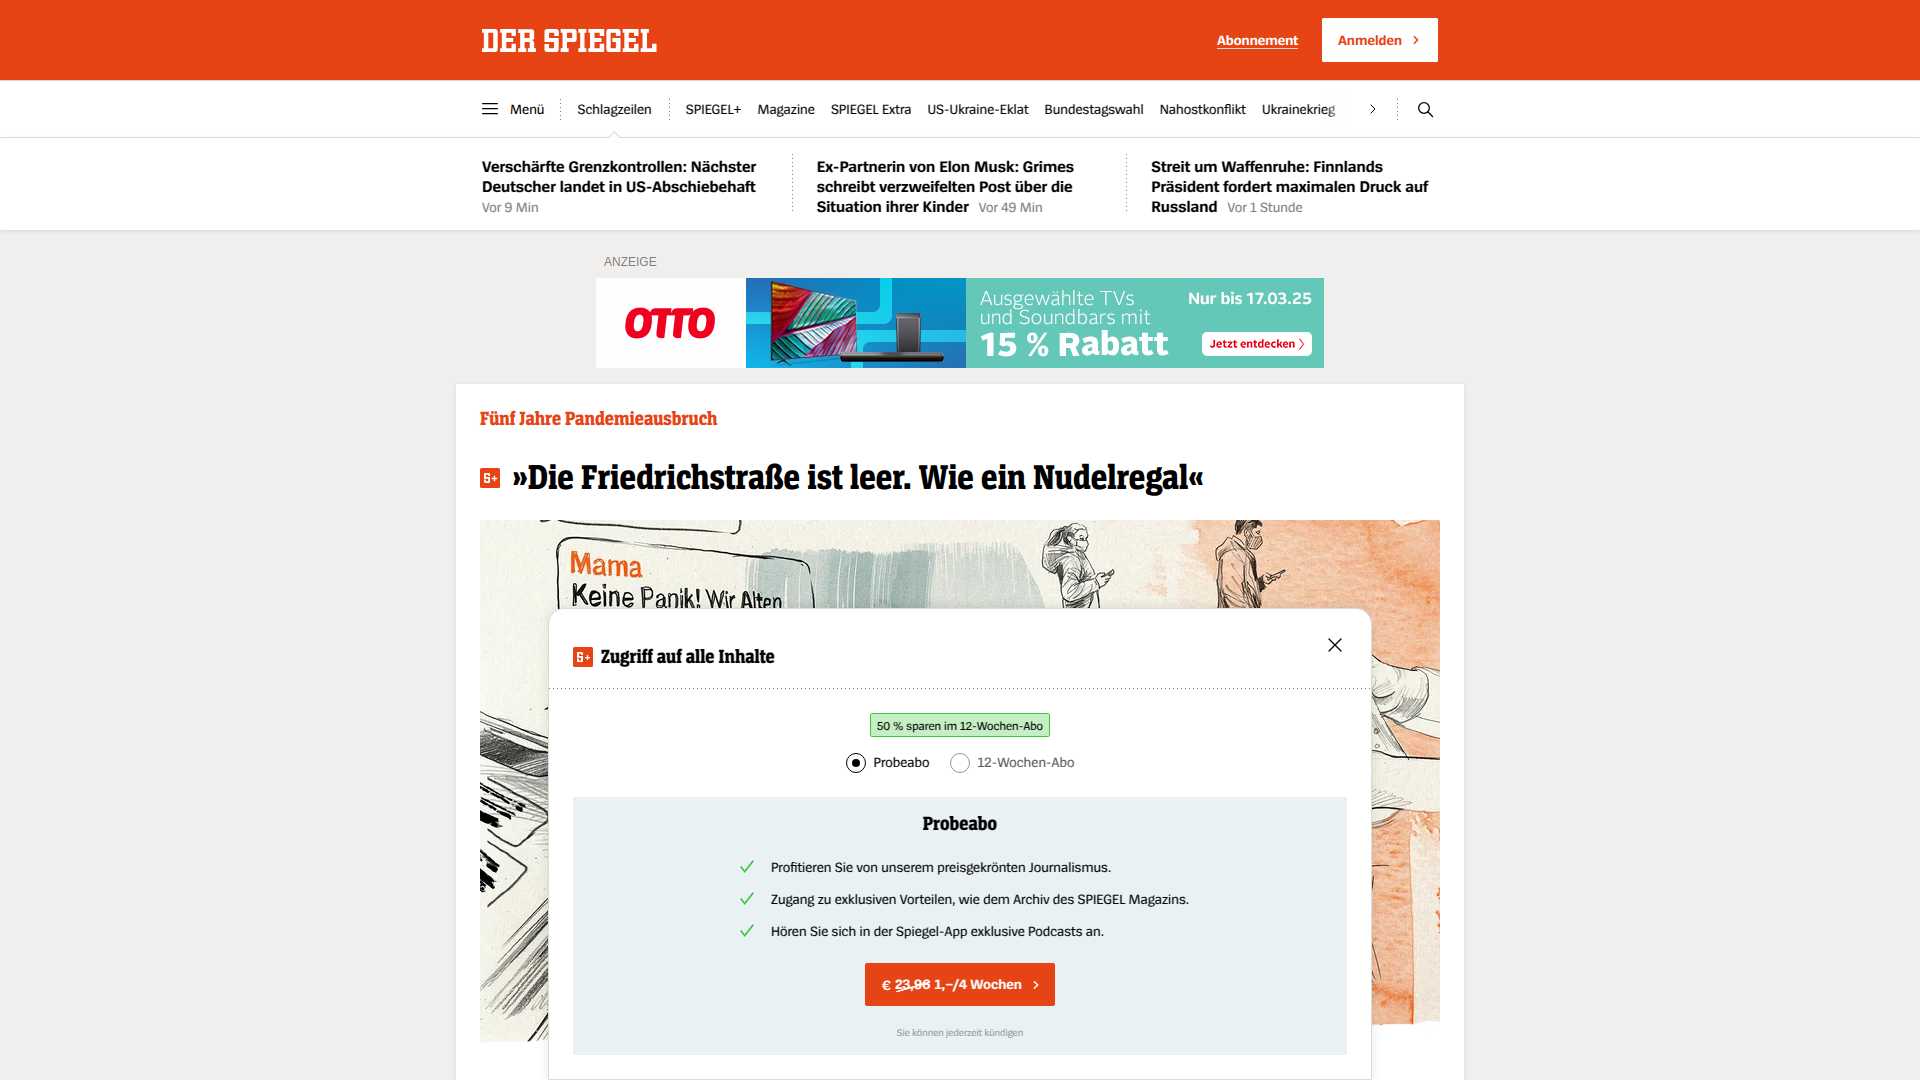 DER SPIEGEL
Abonnement
Anmelden
Menü
Schlagzeilen
SPIEGEL+
Magazine
SPIEGEL Extra
US-Ukraine-Eklat
Bundestagswahl
Nahostkonflikt
Ukrainekrieg
Verschärfte Grenzkontrollen: Nächster
Deutscher landet in US-Abschiebehaft
Vor 9 Min
Ex-Partnerin von Elon Musk: Grimes
schreibt verzweifelten Post über die
Situation ihrer Kinder Vor 49 Min
Streit um Waffenruhe: Finnlands
Präsident fordert maximalen Druck auf
Russland Vor 1 Stunde
ANZEIGE
OTTO
Ausgewählte TVs
und Soundbars mit
15 % Rabatt
Nur bis 17.03.25
Jetzt entdecken
Fünf Jahre Pandemieausbruch
S+ »Die Friedrichstraße ist leer. Wie ein Nudelregal«
Mama
Keine Panik! Wir Alten
S+ Zugriff auf alle Inhalte
50 % sparen im 12-Wochen-Abo
Probeabo
12-Wochen-Abo
Probeabo
Profitieren Sie von unserem preisgekrönten Journalismus.
Zugang zu exklusiven Vorteilen, wie dem Archiv des SPIEGEL Magazins.
Hören Sie sich in der Spiegel-App exklusive Podcasts an.
€ 23,96 1,–/4 Wochen
Sie können jederzeit kündigen